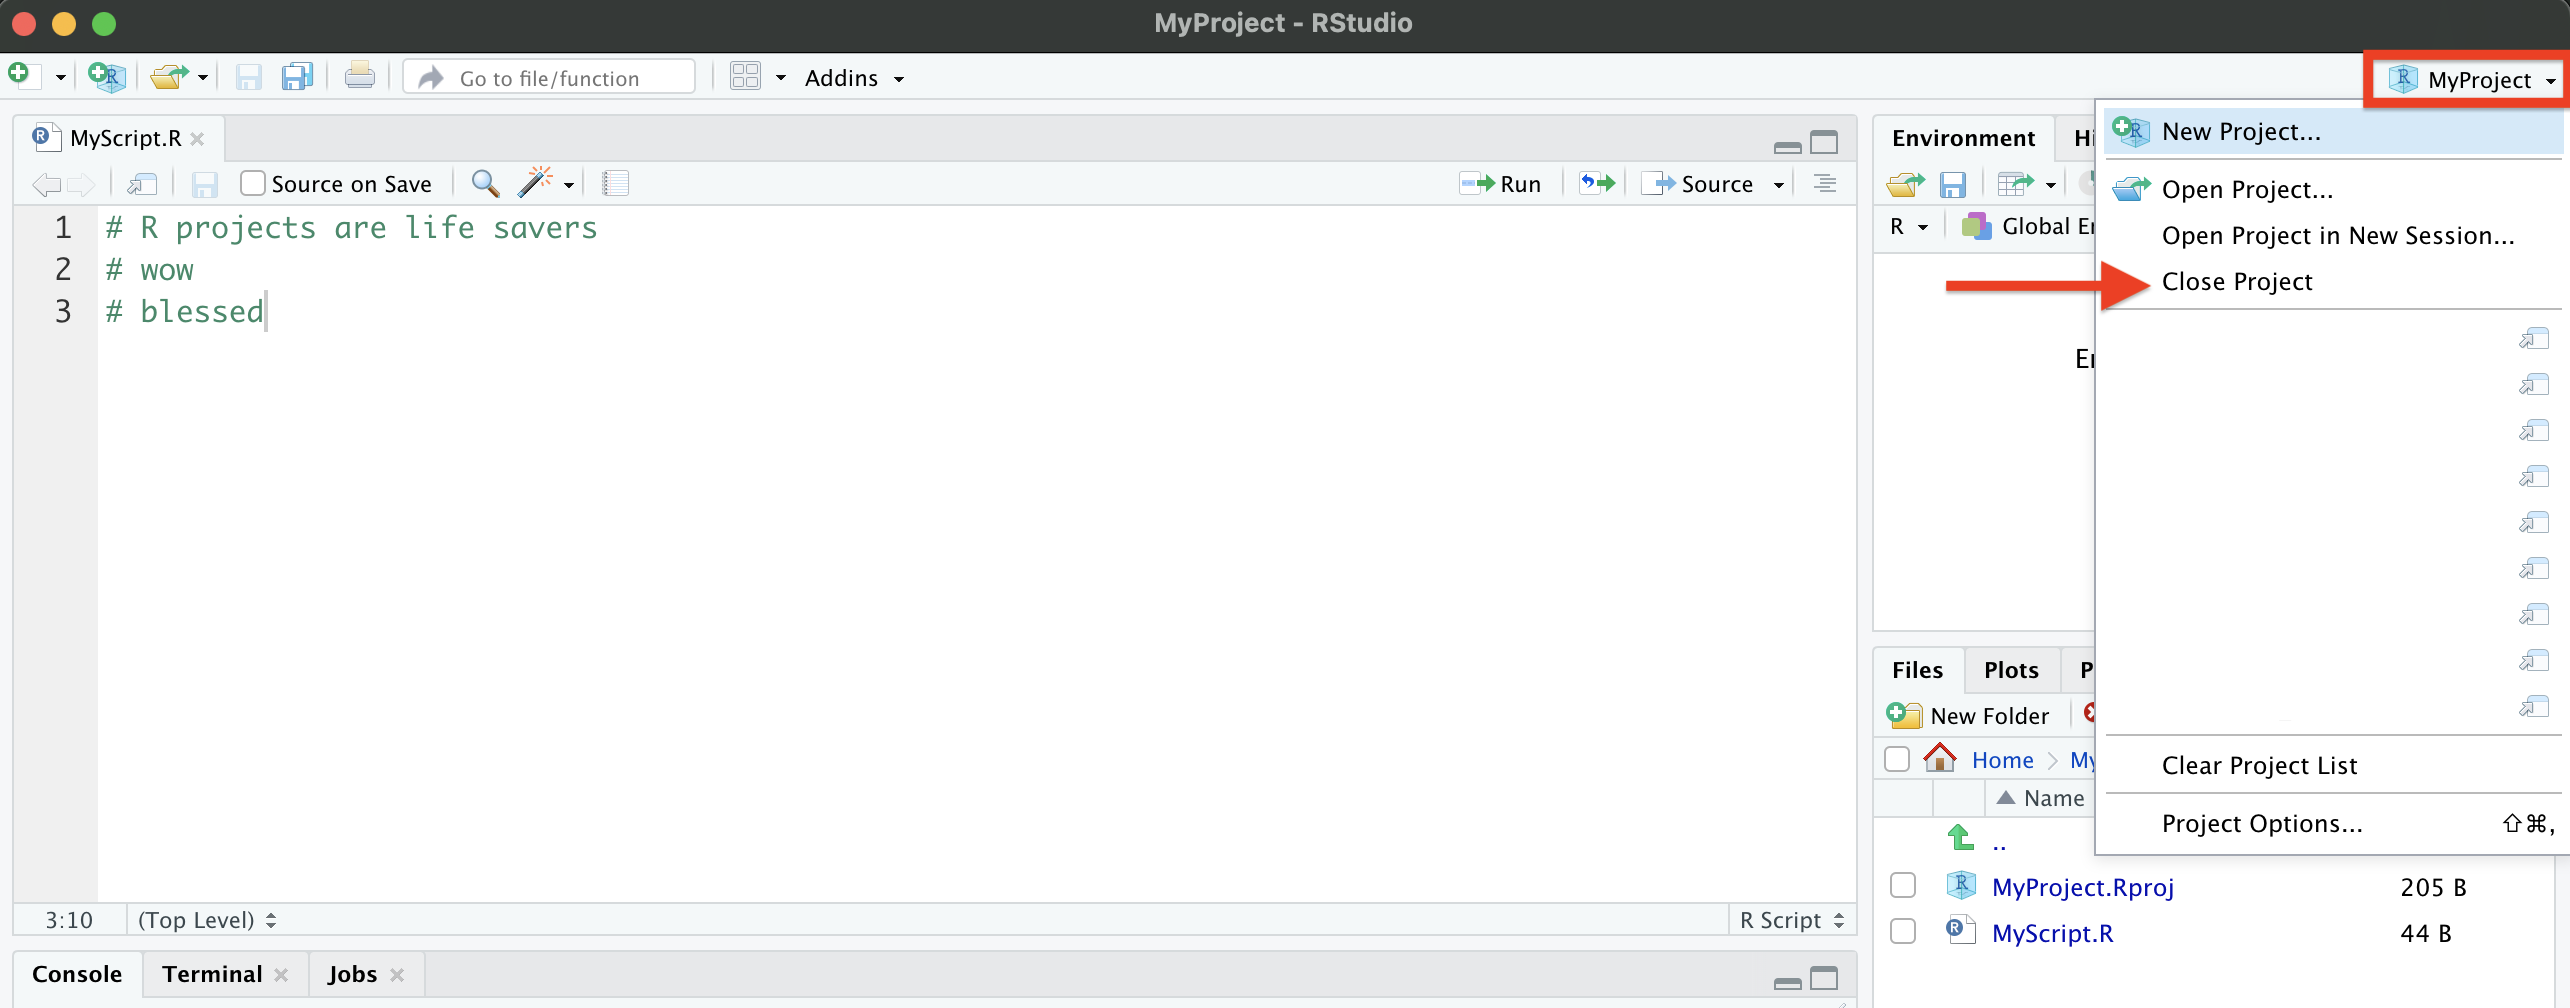 MyProject - RStudio
Go to file/function
Addins
MyProject
MyScript.R
Source on Save
Run
Source
1 # R projects are life savers
2 # wow
3 # blessed
3:10 (Top Level) R Script
Console Terminal Jobs
Environment Hi
R Global En
En
New Project...
Open Project...
Open Project in New Session...
Close Project
Clear Project List
Project Options... ⇧⌘,
Files Plots P
New Folder
Home My
Name
..
MyProject.Rproj 205 B
MyScript.R 44 B